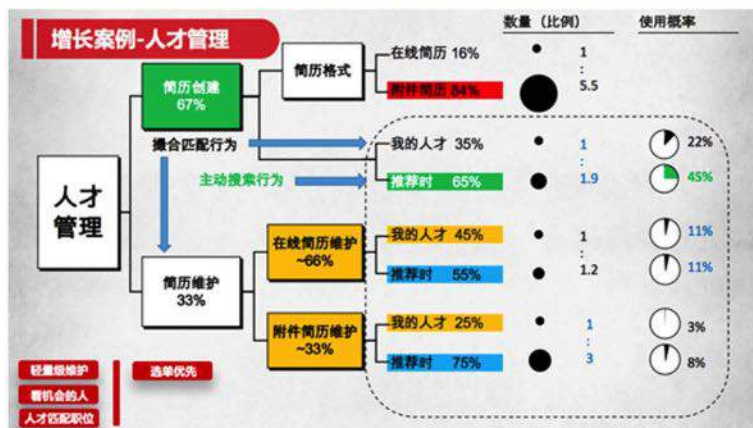 增长案例-人才管理
数量（比例）
使用概率
人才
管理
简历创建
67%
简历格式
在线简历 16%
附件简历 84%
1
:
5.5
撮合匹配行为
主动搜索行为
我的人才 35%
推荐时 65%
1
:
1.9
22%
45%
简历维护
33%
在线简历维护
~66%
我的人才 45%
推荐时 55%
1
:
1.2
11%
11%
附件简历维护
~33%
我的人才 25%
推荐时 75%
1
:
3
3%
8%
轻量级维护
看机会的人
人才匹配职位
选单优先